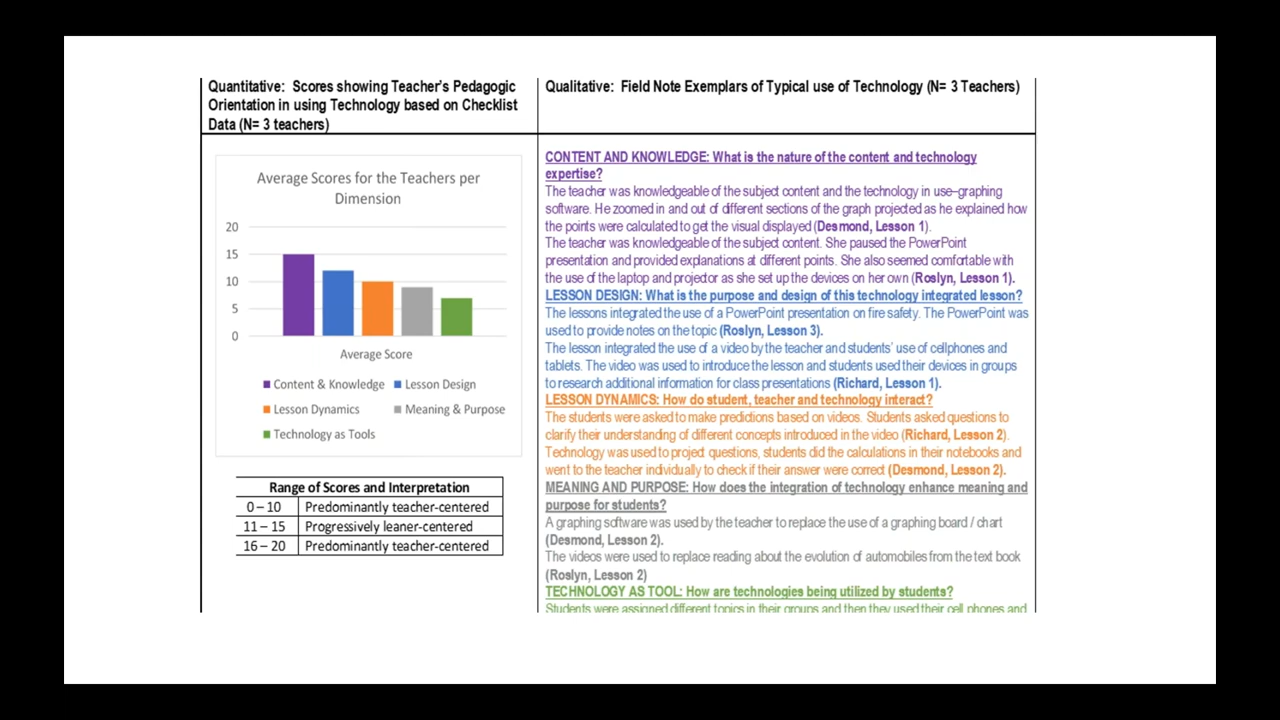 Quantitative:  Scores showing Teacher's Pedagogic
Orientation in using Technology based on Checklist
Data (N= 3 teachers)
Average Scores for the Teachers per
Dimension
20
15
10
5
0
Average Score
Content & Knowledge
Lesson Design
Lesson Dynamics
Meaning & Purpose
Technology as Tools
Range of Scores and Interpretation
0 – 10 Predominantly teacher-centered
11 – 15 Progressively leaner-centered
16 – 20 Predominantly teacher-centered
Qualitative:  Field Note Exemplars of Typical use of Technology (N= 3 Teachers)
CONTENT AND KNOWLEDGE: What is the nature of the content and technology
expertise?
The teacher was knowledgeable of the subject content and the technology in use–graphing
software. He zoomed in and out of different sections of the graph projected as he explained how
the points were calculated to get the visual displayed (Desmond, Lesson 1).
The teacher was knowledgeable of the subject content. She paused the PowerPoint
presentation and provided explanations at different points. She also seemed comfortable with
the use of the laptop and projector as she set up the devices on her own (Roslyn, Lesson 1).
LESSON DESIGN: What is the purpose and design of this technology integrated lesson?
The lessons integrated the use of a PowerPoint presentation on fire safety. The PowerPoint was
used to provide notes on the topic (Roslyn, Lesson 3).
The lesson integrated the use of a video by the teacher and students' use of cellphones and
tablets. The video was used to introduce the lesson and students used their devices in groups
to research additional information for class presentations (Richard, Lesson 1).
LESSON DYNAMICS: How do student, teacher and technology interact?
The students were asked to make predictions based on videos. Students asked questions to
clarify their understanding of different concepts introduced in the video (Richard, Lesson 2).
Technology was used to project questions, students did the calculations in their notebooks and
went to the teacher individually to check if their answer were correct (Desmond, Lesson 2).
MEANING AND PURPOSE: How does the integration of technology enhance meaning and
purpose for students?
A graphing software was used by the teacher to replace the use of a graphing board / chart
(Desmond, Lesson 2).
The videos were used to replace reading about the evolution of automobiles from the text book
(Roslyn, Lesson 2)
TECHNOLOGY AS TOOL: How are technologies being utilized by students?
Students were assigned different topics in their groups and then they used their cell phones and